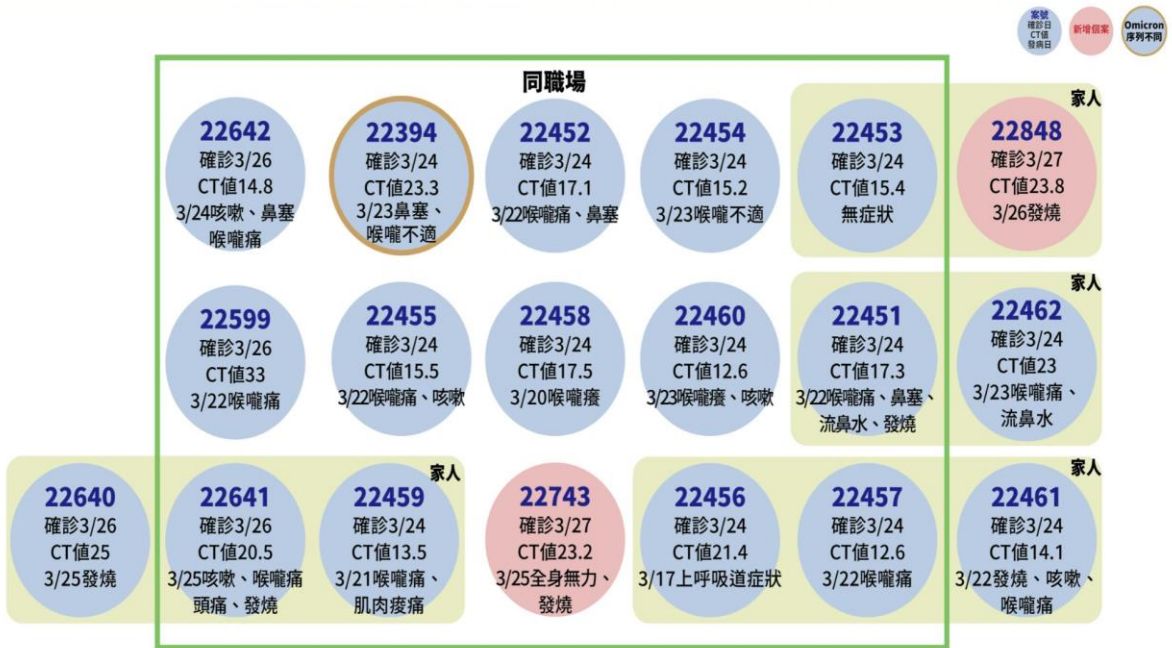 案號
確診日
CT值
發病日
新增個案
Omicron
序列不同
同職場
22642
確診3/26
CT值14.8
3/24咳嗽、鼻塞
喉嚨痛
22394
確診3/24
CT值23.3
3/23鼻塞、
喉嚨不適
22452
確診3/24
CT值17.1
3/22喉嚨痛、鼻塞
22454
確診3/24
CT值15.2
3/23喉嚨不適
22453
確診3/24
CT值15.4
無症狀
家人
22848
確診3/27
CT值23.8
3/26發燒
22599
確診3/26
CT值33
3/22喉嚨痛
22455
確診3/24
CT值15.5
3/22喉嚨痛、咳嗽
22458
確診3/24
CT值17.5
3/20喉嚨癢
22460
確診3/24
CT值12.6
3/23喉嚨癢、咳嗽
22451
確診3/24
CT值17.3
3/22喉嚨痛、鼻塞、
流鼻水、發燒
家人
22462
確診3/24
CT值23
3/23喉嚨痛、
流鼻水
22640
確診3/26
CT值25
3/25發燒
22641
確診3/26
CT值20.5
3/25咳嗽、喉嚨痛
頭痛、發燒
家人
22459
確診3/24
CT值13.5
3/21喉嚨痛、
肌肉痠痛
22743
確診3/27
CT值23.2
3/25全身無力、
發燒
22456
確診3/24
CT值21.4
3/17上呼吸道症狀
22457
確診3/24
CT值12.6
3/22喉嚨痛
家人
22461
確診3/24
CT值14.1
3/22發燒、咳嗽、
喉嚨痛